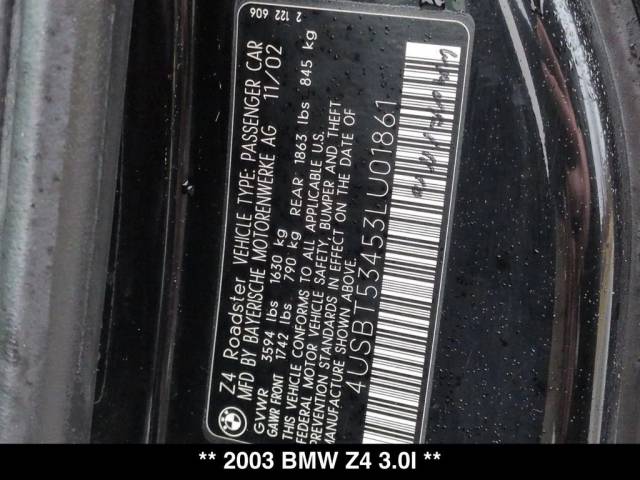 Z4 Roadster VEHICLE TYPE: PASSENGER CAR
MFD BY BAYERISCHE MOTORENWERKE AG 11/02
GVWR 3594 lbs 1630 kg
GAWR FRONT 1742 lbs 790 kg REAR 1863 lbs 845 kg
THIS VEHICLE CONFORMS TO ALL APPLICABLE U.S.
FEDERAL MOTOR VEHICLE SAFETY, BUMPER AND THEFT
PREVENTION STANDARDS IN EFFECT ON THE DATE OF
MANUFACTURE SHOWN ABOVE.
4USBT53453LU01861
2 122 606
** 2003 BMW Z4 3.0I **